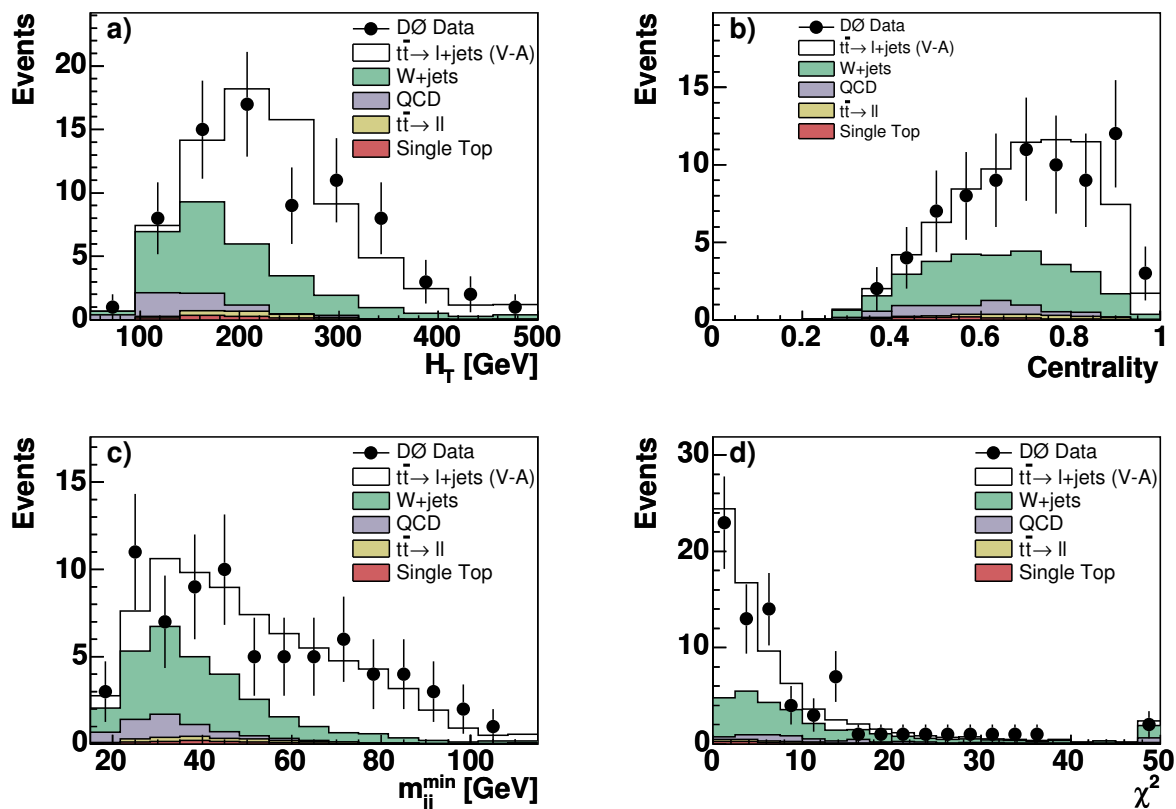 a)
DØ Data
tt̄→ l+jets (V-A)
W+jets
QCD
tt̄→ ll
Single Top
Events
0
5
10
15
20
100 200 300 400 500
H_T [GeV]
b)
DØ Data
tt̄→ l+jets (V-A)
W+jets
QCD
tt̄→ ll
Single Top
Events
0
5
10
15
0 0.2 0.4 0.6 0.8 1
Centrality
c)
DØ Data
tt̄→ l+jets (V-A)
W+jets
QCD
tt̄→ ll
Single Top
Events
0
5
10
15
20 40 60 80 100
m_jj^min [GeV]
d)
DØ Data
tt̄→ l+jets (V-A)
W+jets
QCD
tt̄→ ll
Single Top
Events
0
10
20
30
0 10 20 30 40 50
χ²